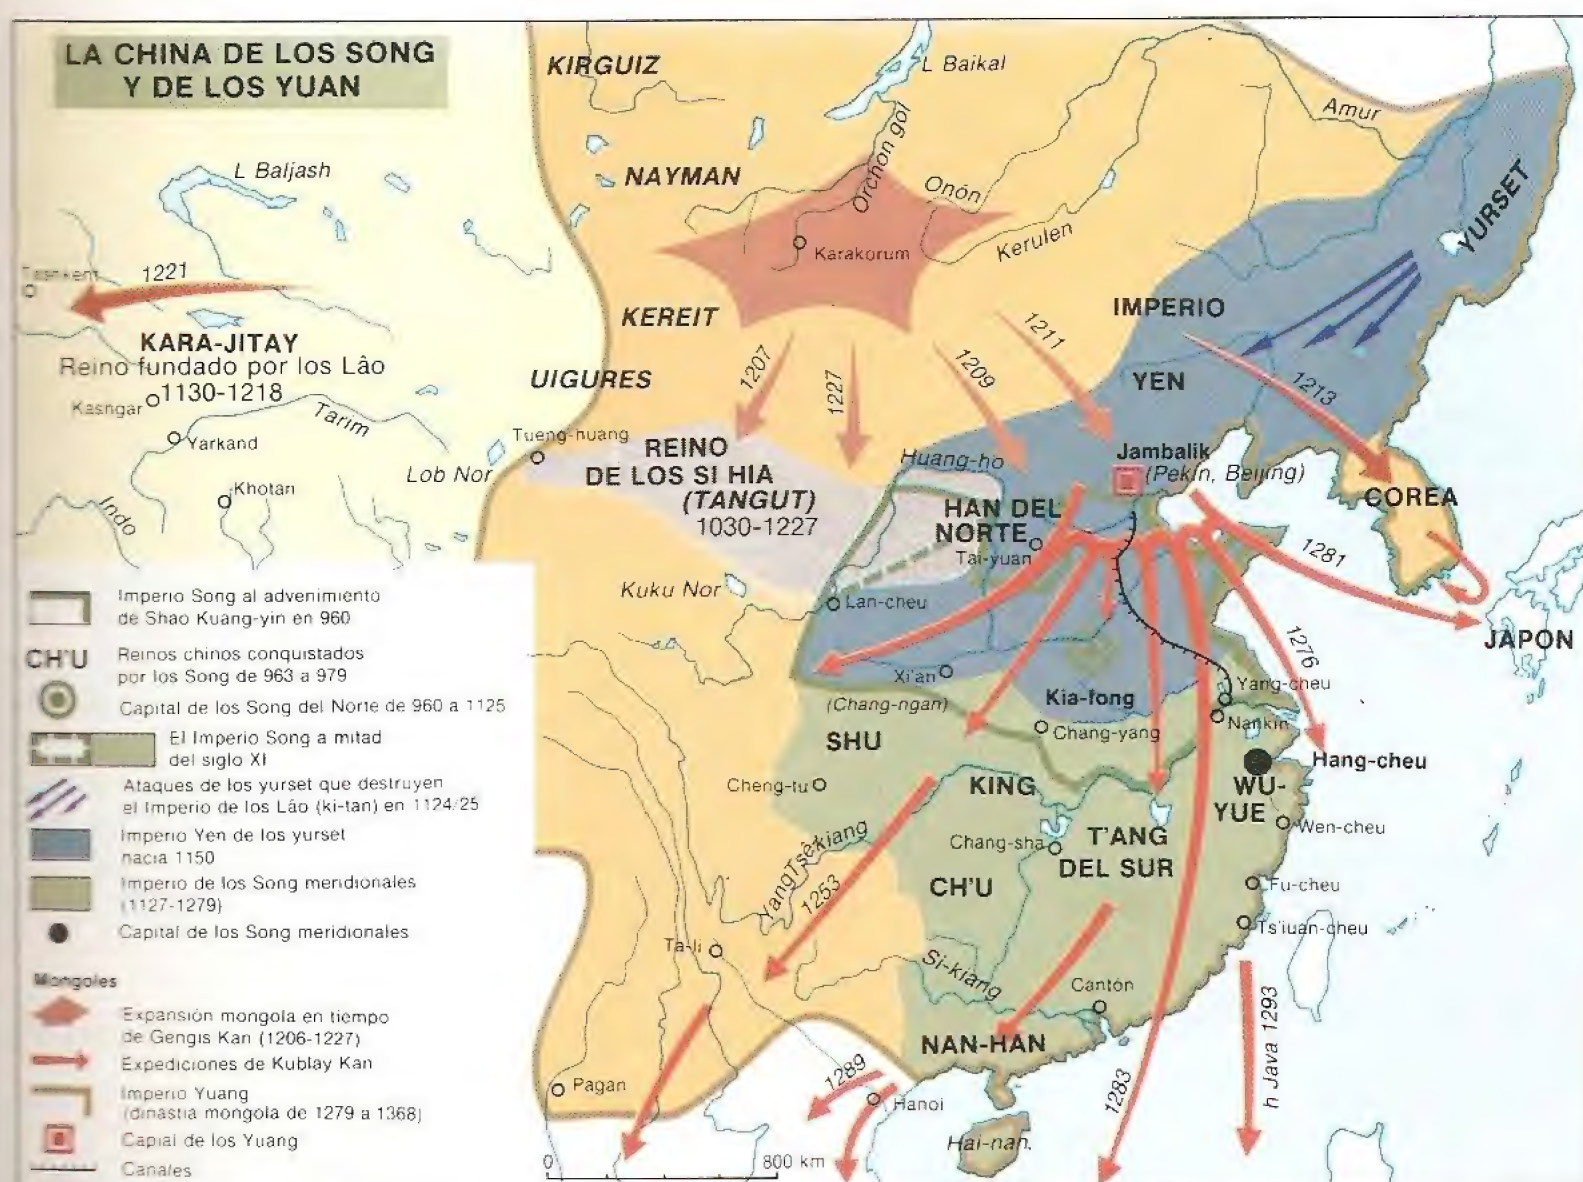 LA CHINA DE LOS SONG
Y DE LOS YUAN
KIRGUIZ
L Baikal
Amur
L Baljash
NAYMAN
Orchon gol
Onón
Kerulen
Karakorum
YURSET
Tashkent
1221
KARA-JITAY
Reino fundado por los Lâo
1130-1218
Kasngar
Yarkand
Tarim
Khotan
Indo
Lob Nor
KEREIT
UIGURES
IMPERIO
YEN
1207
1227
1209
1211
1213
Tueng-huang
REINO
DE LOS SI HIA
(TANGUT)
1030-1227
Huang-ho
HAN DEL
NORTE
Tai-yuan
Jambalik
(Pekín, Beijing)
COREA
1281
JAPON
1276
Kuku Nor
Lan-cheu
Xi'an
(Chang-ngan)
Kia-fong
Yang-cheu
Nankin
Chang-yang
SHU
Cheng-tu
KING
Hang-cheu
WU-
YUE
Wen-cheu
Chang-sha
T'ANG
DEL SUR
CH'U
YangTsêkiang
1253
Fu-cheu
Ts'iuan-cheu
Ta-li
Si-kiang
Cantón
NAN-HAN
Pagan
1289
Hanoi
Hai-nan.
1283
h Java 1293
0
800 km
Imperio Song al advenimiento
de Shao Kuang-yin en 960
CH'U
Reinos chinos conquistados
por los Song de 963 a 979
Capital de los Song del Norte de 960 a 1125
El Imperio Song a mitad
del siglo XI
Ataques de los yurset que destruyen
el Imperio de los Lâo (ki-tan) en 1124/25
Imperio Yen de los yurset
hacia 1150
Imperio de los Song meridionales
(1127-1279)
Capital de los Song meridionales
Mongoles
Expansión mongola en tiempo
de Gengis Kan (1206-1227)
Expediciones de Kublay Kan
Imperio Yuang
(dinastia mongola de 1279 a 1368)
Capial de los Yuang
Canales